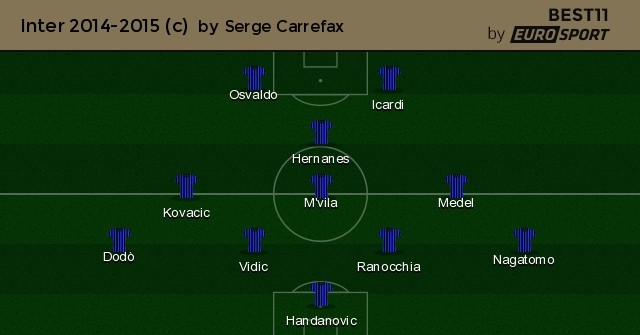 Inter 2014-2015 (c) by Serge Carrefax
BEST11
by EUROSPORT
Osvaldo
Icardi
Hernanes
Kovacic
M'vila
Medel
Dodò
Vidic
Ranocchia
Nagatomo
Handanovic